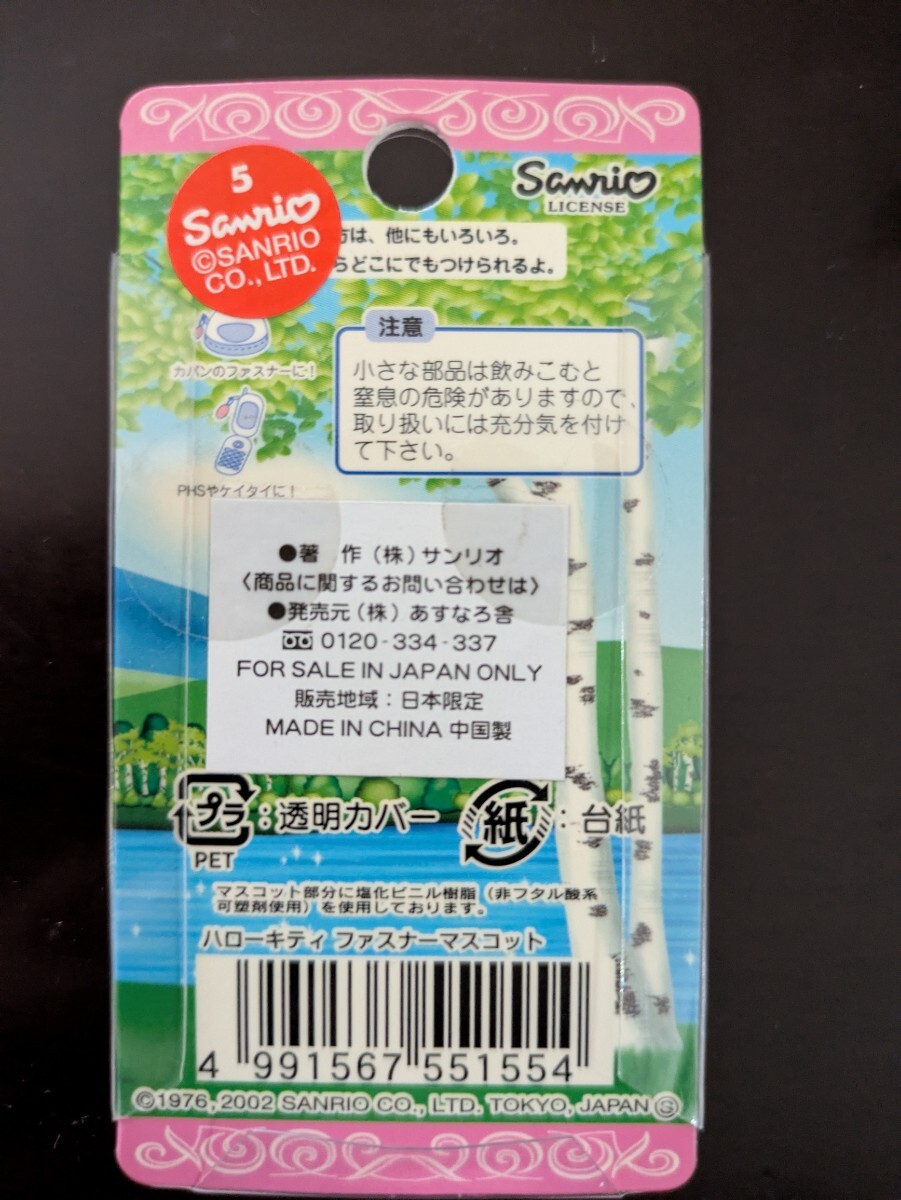 5
Sanrio
©SANRIO
CO., LTD.
Sanrio
LICENSE
方は、他にもいろいろ。
らどこにでもつけられるよ。
カバンのファスナーに!
PHSやケイタイに!
注意
小さな部品は飲みこむと
窒息の危険がありますので、
取り扱いには充分気を付け
て下さい。
●著 作(株)サンリオ
〈商品に関するお問い合わせは〉
●発売元(株)あすなろ舎
0120-334-337
FOR SALE IN JAPAN ONLY
販売地域:日本限定
MADE IN CHINA 中国製
プラ:透明カバー 紙:台紙
PET
マスコット部分に塩化ビニル樹脂(非フタル酸系
可塑剤使用)を使用しております。
ハローキティ ファスナーマスコット
4 991567 551554
©1976, 2002 SANRIO CO., LTD. TOKYO, JAPAN Ⓖ